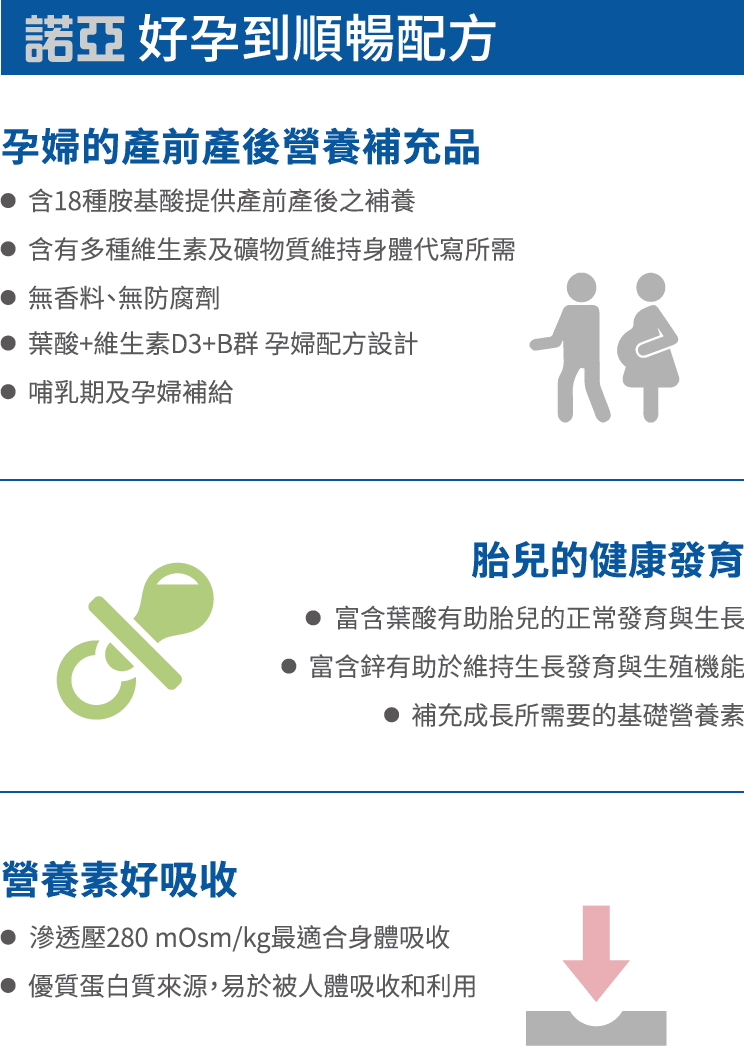 諾亞 好孕到順暢配方
孕婦的產前產後營養補充品
● 含18種胺基酸提供產前產後之補養
● 含有多種維生素及礦物質維持身體代寫所需
● 無香料、無防腐劑
● 葉酸+維生素D3+B群 孕婦配方設計
● 哺乳期及孕婦補給
胎兒的健康發育
● 富含葉酸有助胎兒的正常發育與生長
● 富含鋅有助於維持生長發育與生殖機能
● 補充成長所需要的基礎營養素
營養素好吸收
● 滲透壓280 mOsm/kg最適合身體吸收
● 優質蛋白質來源，易於被人體吸收和利用